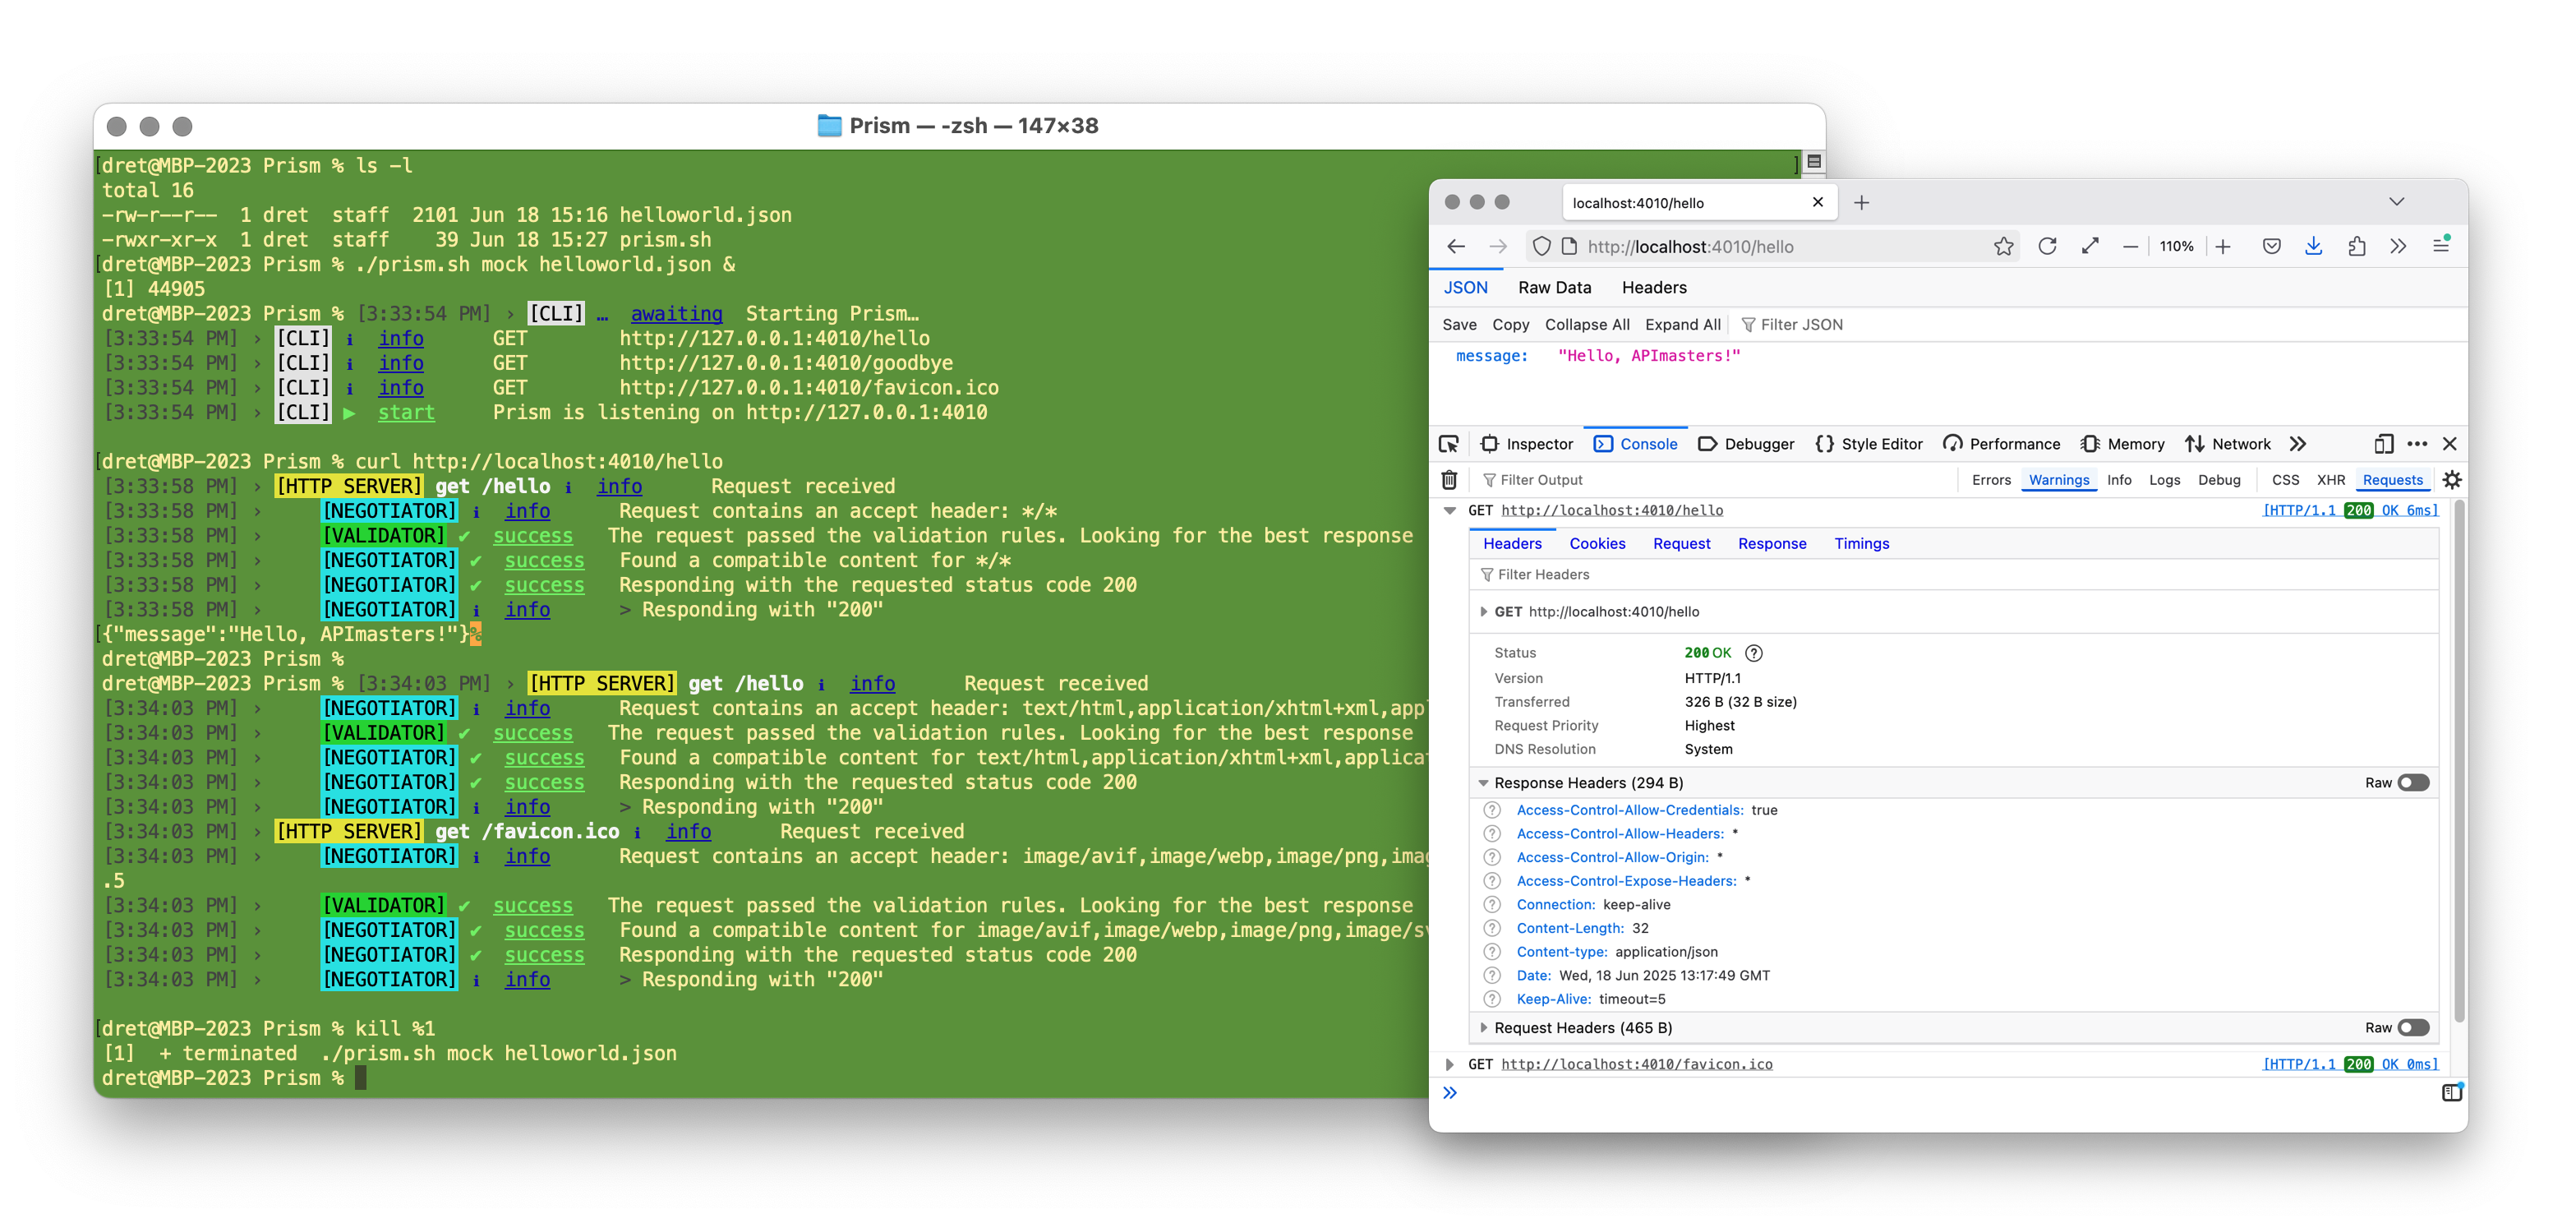 Prism — -zsh — 147×38
dret@MBP-2023 Prism % ls -l
total 16
-rw-r--r--  1 dret  staff  2101 Jun 18 15:16 helloworld.json
-rwxr-xr-x  1 dret  staff    39 Jun 18 15:27 prism.sh
dret@MBP-2023 Prism % ./prism.sh mock helloworld.json &
[1] 44905
dret@MBP-2023 Prism % [3:33:54 PM] › [CLI] …  awaiting  Starting Prism…
[3:33:54 PM] › [CLI] ℹ  info      GET        http://127.0.0.1:4010/hello
[3:33:54 PM] › [CLI] ℹ  info      GET        http://127.0.0.1:4010/goodbye
[3:33:54 PM] › [CLI] ℹ  info      GET        http://127.0.0.1:4010/favicon.ico
[3:33:54 PM] › [CLI] ▶  start     Prism is listening on http://127.0.0.1:4010
dret@MBP-2023 Prism % curl http://localhost:4010/hello
[3:33:58 PM] › [HTTP SERVER] get /hello ℹ  info      Request received
[3:33:58 PM] ›     [NEGOTIATOR] ℹ  info      Request contains an accept header: */*
[3:33:58 PM] ›     [VALIDATOR] ✔  success   The request passed the validation rules. Looking for the best response
[3:33:58 PM] ›     [NEGOTIATOR] ✔  success   Found a compatible content for */*
[3:33:58 PM] ›     [NEGOTIATOR] ✔  success   Responding with the requested status code 200
[3:33:58 PM] ›     [NEGOTIATOR] ℹ  info      > Responding with "200"
{"message":"Hello, APImasters!"}%
dret@MBP-2023 Prism %
dret@MBP-2023 Prism % [3:34:03 PM] › [HTTP SERVER] get /hello ℹ  info      Request received
[3:34:03 PM] ›     [NEGOTIATOR] ℹ  info      Request contains an accept header: text/html,application/xhtml+xml,app
[3:34:03 PM] ›     [VALIDATOR] ✔  success   The request passed the validation rules. Looking for the best response
[3:34:03 PM] ›     [NEGOTIATOR] ✔  success   Found a compatible content for text/html,application/xhtml+xml,applicat
[3:34:03 PM] ›     [NEGOTIATOR] ✔  success   Responding with the requested status code 200
[3:34:03 PM] ›     [NEGOTIATOR] ℹ  info      > Responding with "200"
[3:34:03 PM] › [HTTP SERVER] get /favicon.ico ℹ  info      Request received
[3:34:03 PM] ›     [NEGOTIATOR] ℹ  info      Request contains an accept header: image/avif,image/webp,image/png,imag
.5
[3:34:03 PM] ›     [VALIDATOR] ✔  success   The request passed the validation rules. Looking for the best response
[3:34:03 PM] ›     [NEGOTIATOR] ✔  success   Found a compatible content for image/avif,image/webp,image/png,image/sv
[3:34:03 PM] ›     [NEGOTIATOR] ✔  success   Responding with the requested status code 200
[3:34:03 PM] ›     [NEGOTIATOR] ℹ  info      > Responding with "200"
dret@MBP-2023 Prism % kill %1
[1]  + terminated  ./prism.sh mock helloworld.json
dret@MBP-2023 Prism %
localhost:4010/hello
http://localhost:4010/hello 110%
JSON Raw Data Headers
Save Copy Collapse All Expand All Filter JSON
message: "Hello, APImasters!"
Inspector Console Debugger Style Editor Performance Memory Network
Filter Output Errors Warnings Info Logs Debug CSS XHR Requests
GET http://localhost:4010/hello [HTTP/1.1 200 OK 6ms]
Headers Cookies Request Response Timings
Filter Headers
GET http://localhost:4010/hello
Status 200 OK
Version HTTP/1.1
Transferred 326 B (32 B size)
Request Priority Highest
DNS Resolution System
Response Headers (294 B) Raw
Access-Control-Allow-Credentials: true
Access-Control-Allow-Headers: *
Access-Control-Allow-Origin: *
Access-Control-Expose-Headers: *
Connection: keep-alive
Content-Length: 32
Content-type: application/json
Date: Wed, 18 Jun 2025 13:17:49 GMT
Keep-Alive: timeout=5
Request Headers (465 B) Raw
GET http://localhost:4010/favicon.ico [HTTP/1.1 200 OK 0ms]